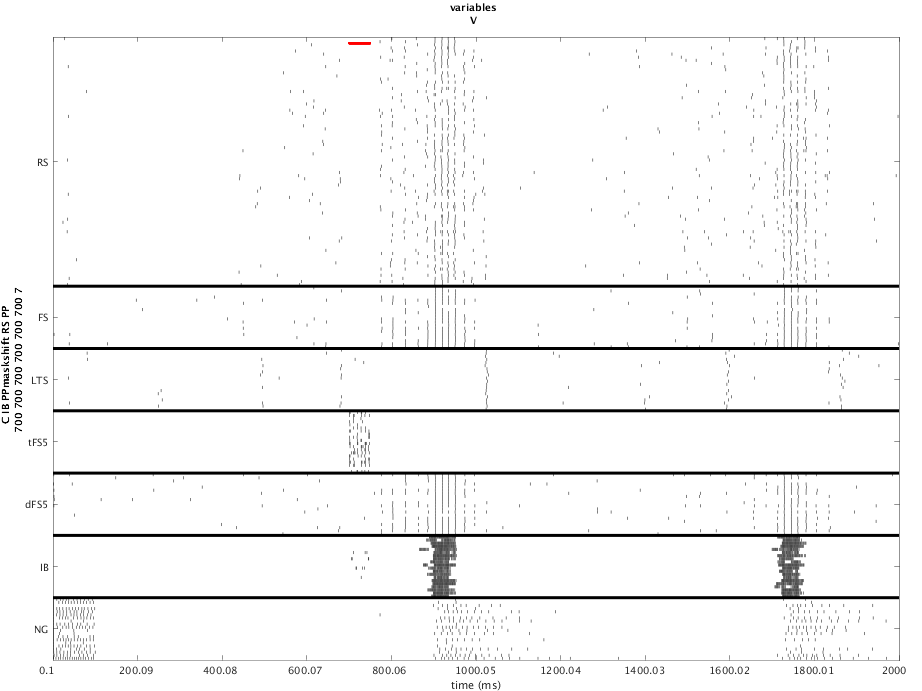 variables
V
RS
FS
LTS
tFS5
dFS5
IB
NG
C IB PPmaskshift RS PP
700 700 700 700 700 700 7
0.1 200.09 400.08 600.07 800.06 1000.05 1200.04 1400.03 1600.02 1800.01 2000
time (ms)